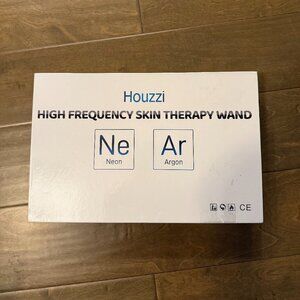 Houzzi
HIGH FREQUENCY SKIN THERAPY WAND
Ne Ar
Neon Argon
CE